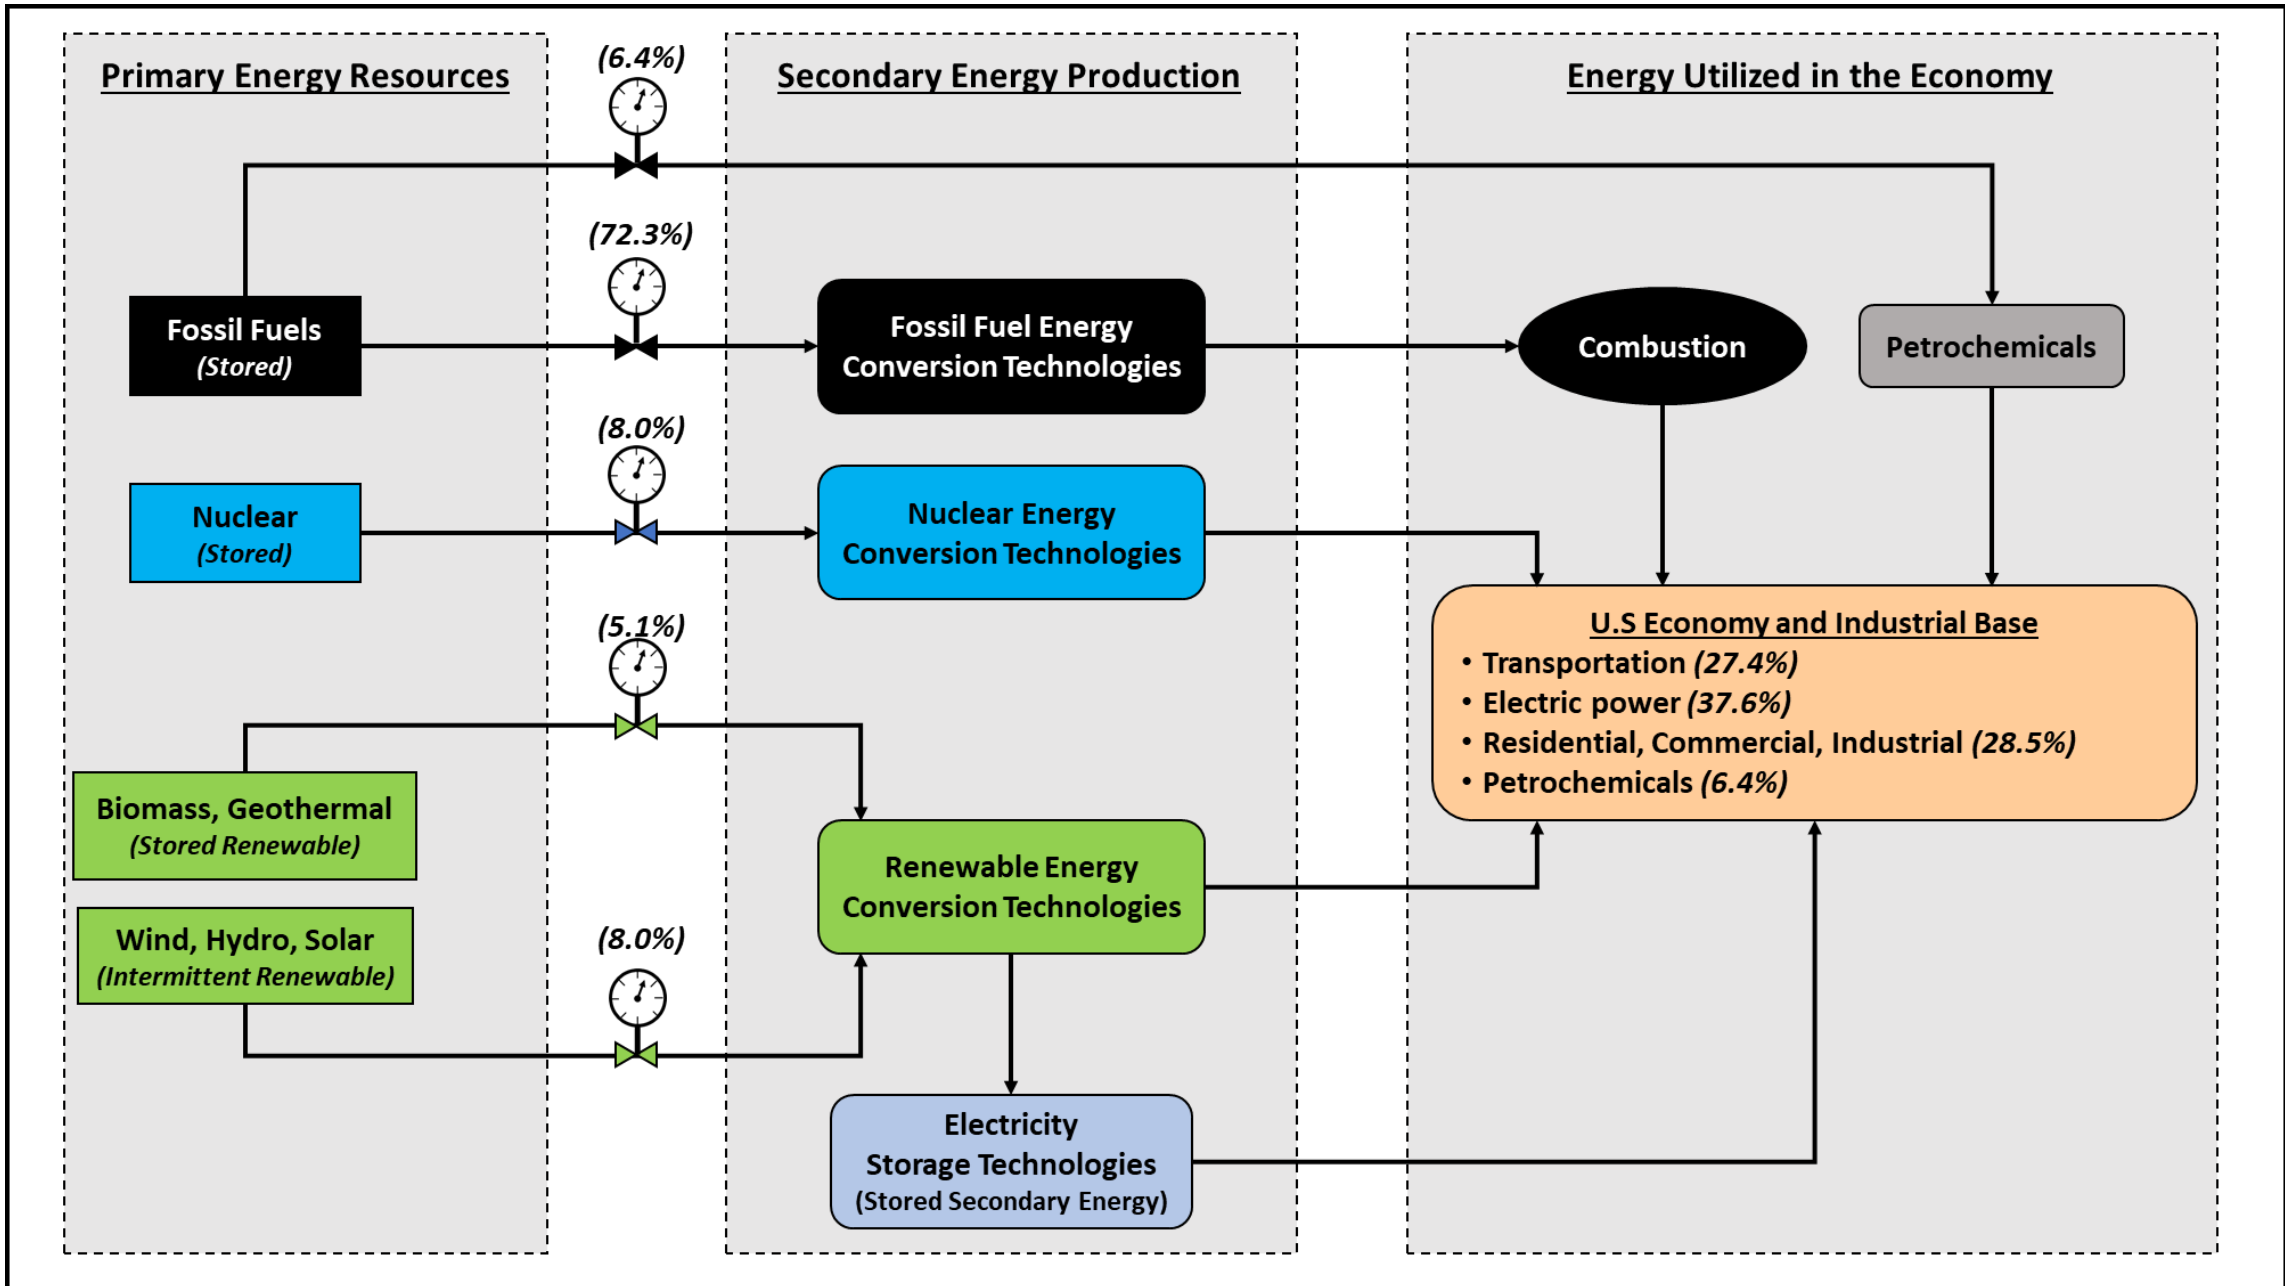 Primary Energy Resources
(6.4%)
Secondary Energy Production
Energy Utilized in the Economy
(72.3%)
Fossil Fuels
(Stored)
Fossil Fuel Energy
Conversion Technologies
Combustion
Petrochemicals
(8.0%)
Nuclear
(Stored)
Nuclear Energy
Conversion Technologies
(5.1%)
U.S Economy and Industrial Base
• Transportation (27.4%)
• Electric power (37.6%)
• Residential, Commercial, Industrial (28.5%)
• Petrochemicals (6.4%)
Biomass, Geothermal
(Stored Renewable)
Renewable Energy
Conversion Technologies
Wind, Hydro, Solar
(Intermittent Renewable)
(8.0%)
Electricity
Storage Technologies
(Stored Secondary Energy)